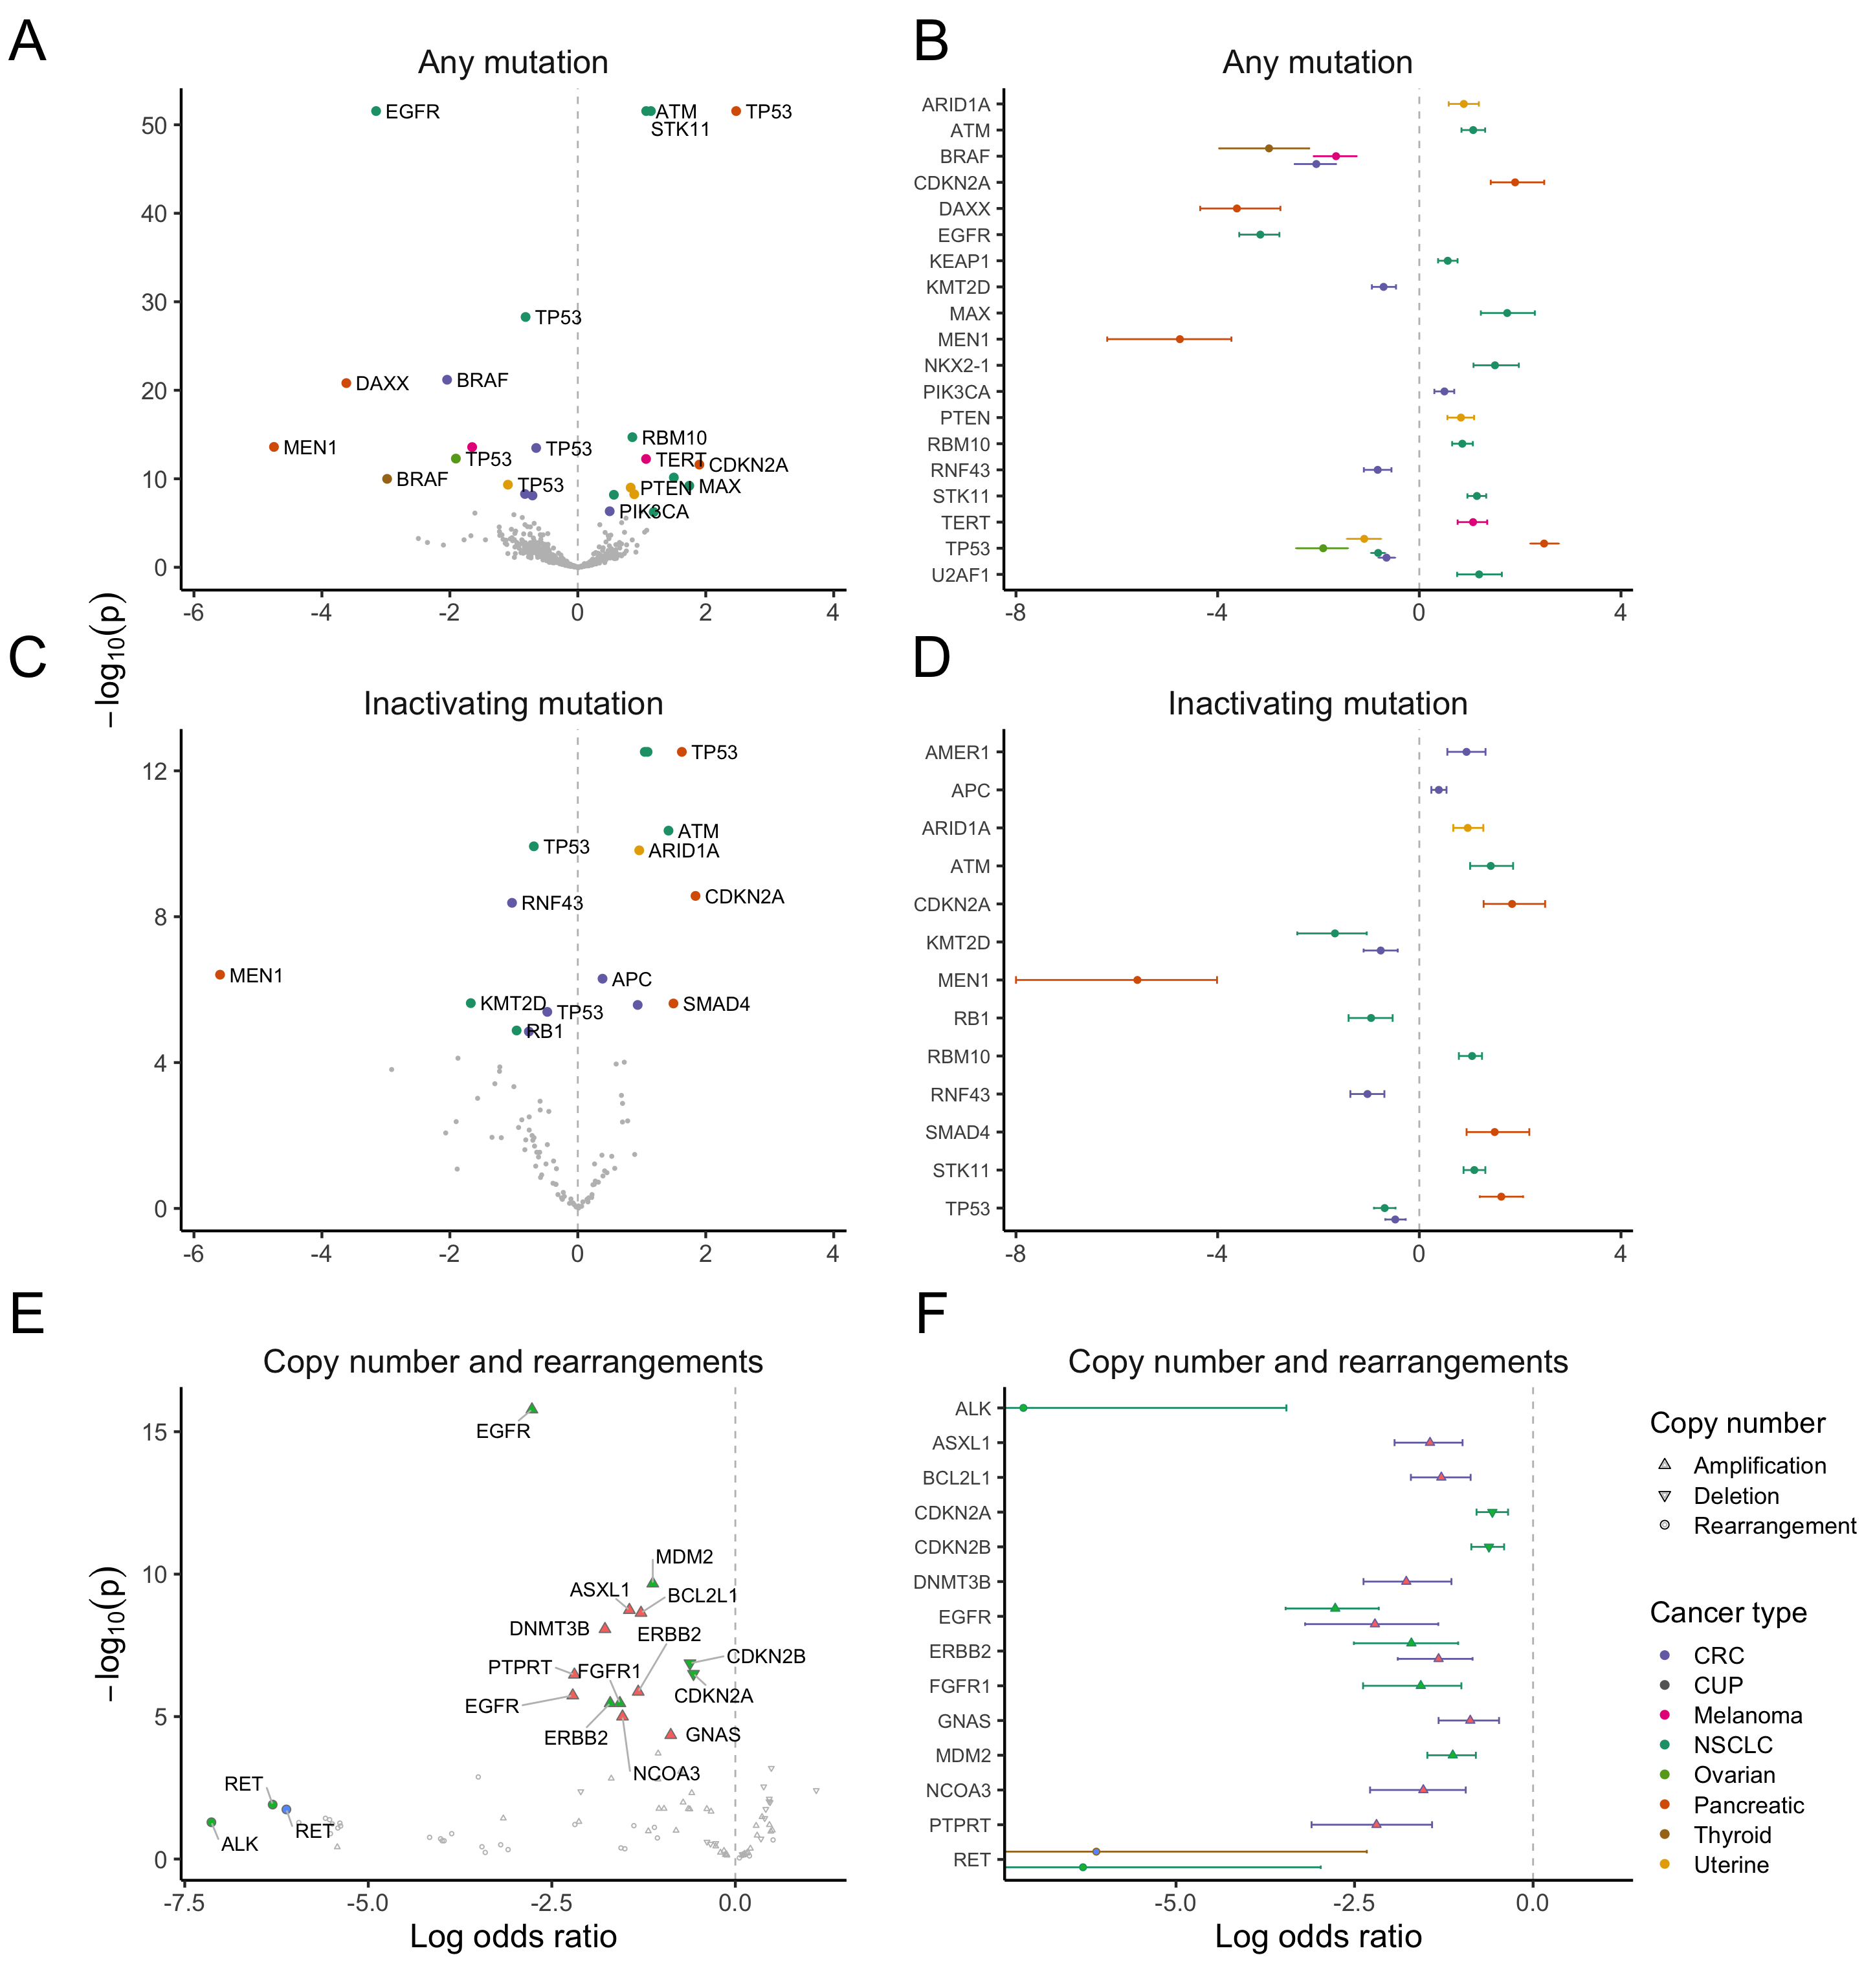 A
Any mutation
EGFR
ATM
STK11
TP53
TP53
DAXX
BRAF
MEN1
TP53
TP53
BRAF
TP53
RBM10
TERT
CDKN2A
PTEN
MAX
PIK3CA
50
40
30
20
10
0
-6
-4
-2
0
2
4
B
Any mutation
ARID1A
ATM
BRAF
CDKN2A
DAXX
EGFR
KEAP1
KMT2D
MAX
MEN1
NKX2-1
PIK3CA
PTEN
RBM10
RNF43
STK11
TERT
TP53
U2AF1
-8
-4
0
4
−log10(p)
C
Inactivating mutation
TP53
ATM
TP53
ARID1A
RNF43
CDKN2A
MEN1
APC
KMT2D
TP53
SMAD4
RB1
12
8
4
0
-6
-4
-2
0
2
4
D
Inactivating mutation
AMER1
APC
ARID1A
ATM
CDKN2A
KMT2D
MEN1
RB1
RBM10
RNF43
SMAD4
STK11
TP53
-8
-4
0
4
E
Copy number and rearrangements
EGFR
MDM2
ASXL1
BCL2L1
DNMT3B
ERBB2
PTPRT
FGFR1
CDKN2B
EGFR
CDKN2A
ERBB2
GNAS
NCOA3
RET
RET
ALK
15
10
5
0
−log10(p)
-7.5
-5.0
-2.5
0.0
Log odds ratio
F
Copy number and rearrangements
ALK
ASXL1
BCL2L1
CDKN2A
CDKN2B
DNMT3B
EGFR
ERBB2
FGFR1
GNAS
MDM2
NCOA3
PTPRT
RET
-5.0
-2.5
0.0
Log odds ratio
Copy number
Amplification
Deletion
Rearrangement
Cancer type
CRC
CUP
Melanoma
NSCLC
Ovarian
Pancreatic
Thyroid
Uterine